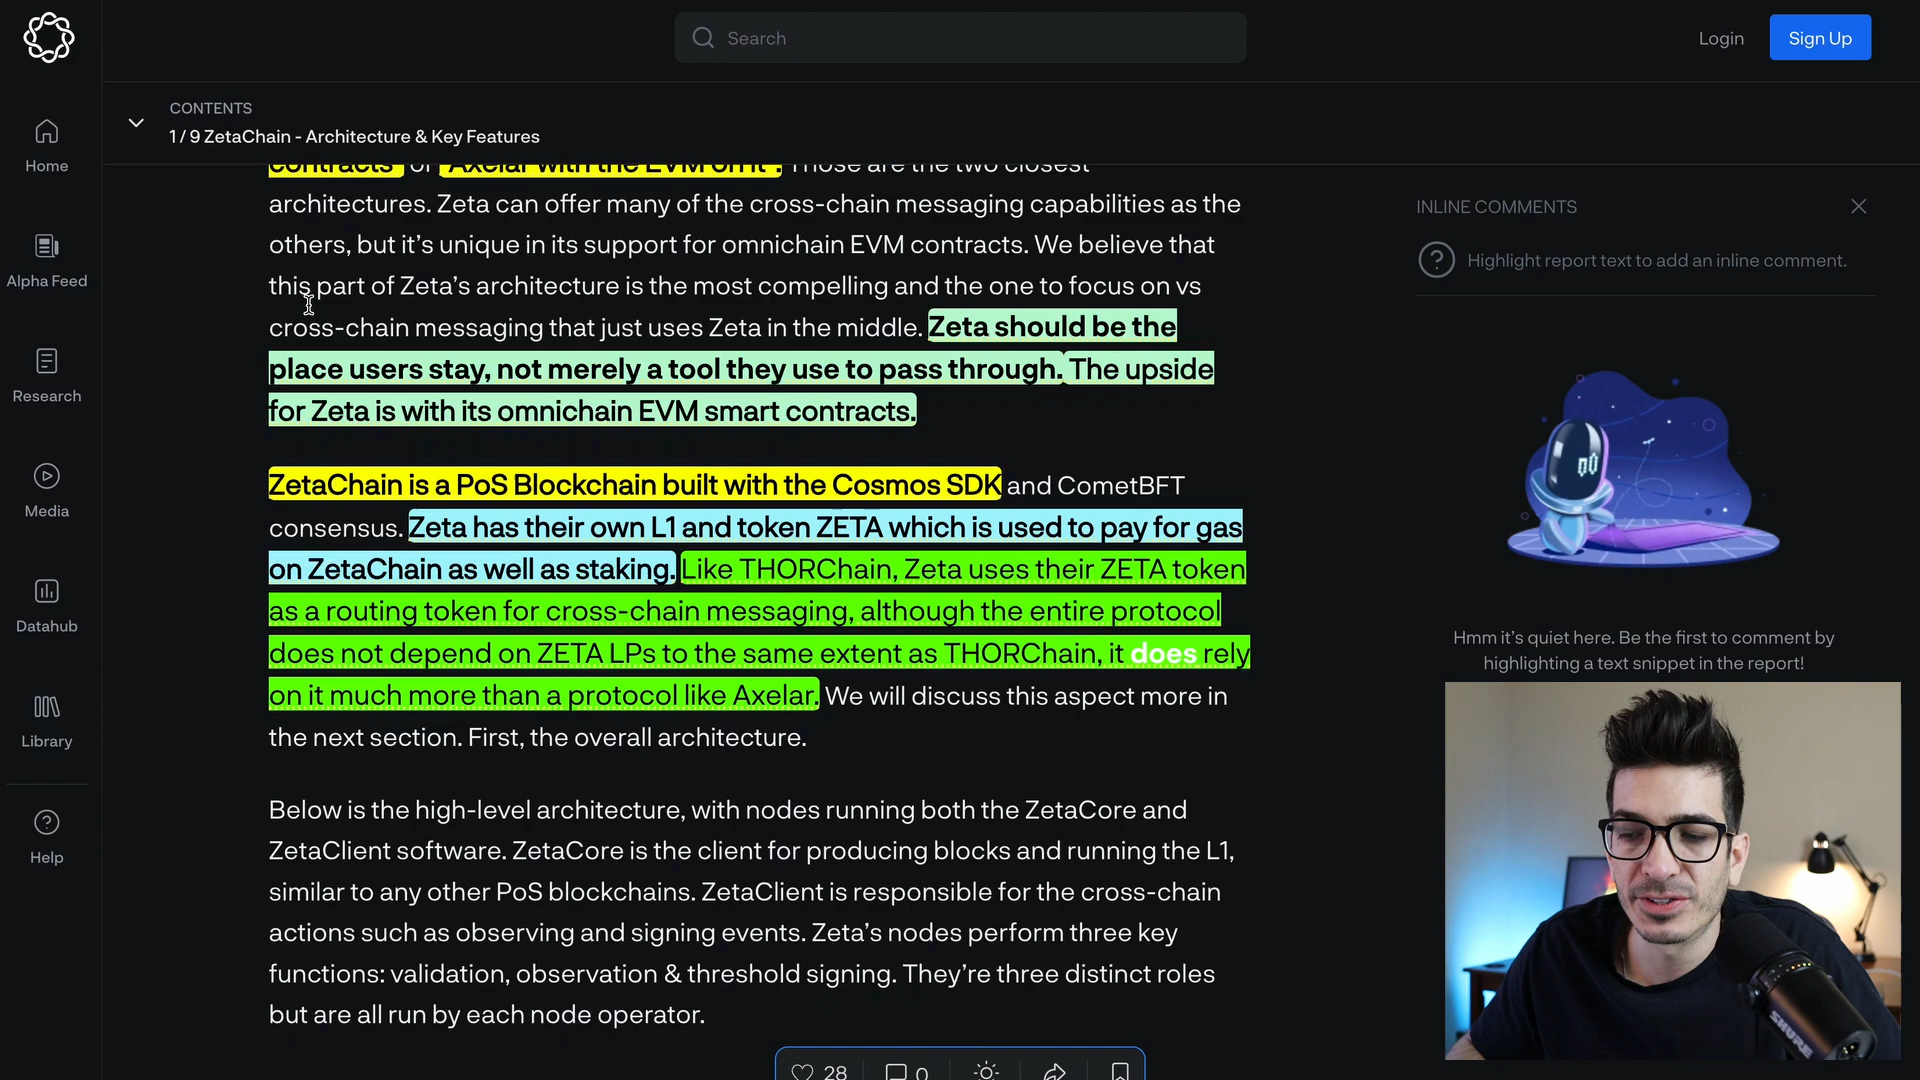 Search
Login
Sign Up
CONTENTS
1 / 9 ZetaChain - Architecture & Key Features
Home
Alpha Feed
Research
Media
Datahub
Library
Help
contracts" or "Axelar with the EVM on it". Those are the two closest
architectures. Zeta can offer many of the cross-chain messaging capabilities as the
others, but it’s unique in its support for omnichain EVM contracts. We believe that
this part of Zeta’s architecture is the most compelling and the one to focus on vs
cross-chain messaging that just uses Zeta in the middle. Zeta should be the
place users stay, not merely a tool they use to pass through. The upside
for Zeta is with its omnichain EVM smart contracts.
ZetaChain is a PoS Blockchain built with the Cosmos SDK and CometBFT
consensus. Zeta has their own L1 and token ZETA which is used to pay for gas
on ZetaChain as well as staking. Like THORChain, Zeta uses their ZETA token
as a routing token for cross-chain messaging, although the entire protocol
does not depend on ZETA LPs to the same extent as THORChain, it does rely
on it much more than a protocol like Axelar. We will discuss this aspect more in
the next section. First, the overall architecture.
Below is the high-level architecture, with nodes running both the ZetaCore and
ZetaClient software. ZetaCore is the client for producing blocks and running the L1,
similar to any other PoS blockchains. ZetaClient is responsible for the cross-chain
actions such as observing and signing events. Zeta’s nodes perform three key
functions: validation, observation & threshold signing. They’re three distinct roles
but are all run by each node operator.
28
0
INLINE COMMENTS
Highlight report text to add an inline comment.
Hmm it’s quiet here. Be the first to comment by
highlighting a text snippet in the report!
SHURE